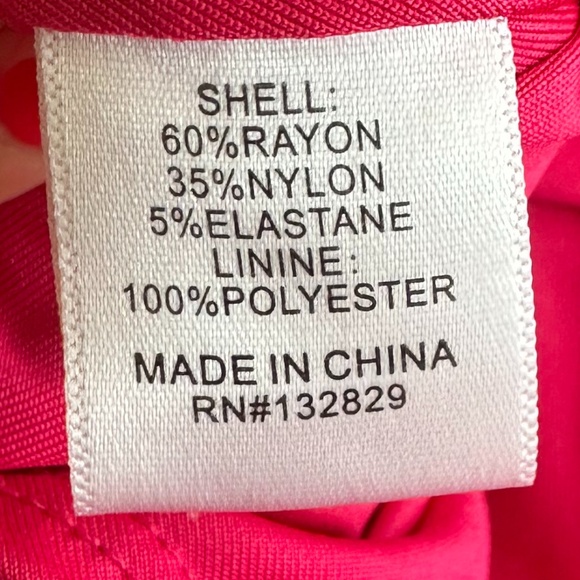 SHELL:
60%RAYON
35%NYLON
5%ELASTANE
LININE:
100%POLYESTER
MADE IN CHINA
RN#132829